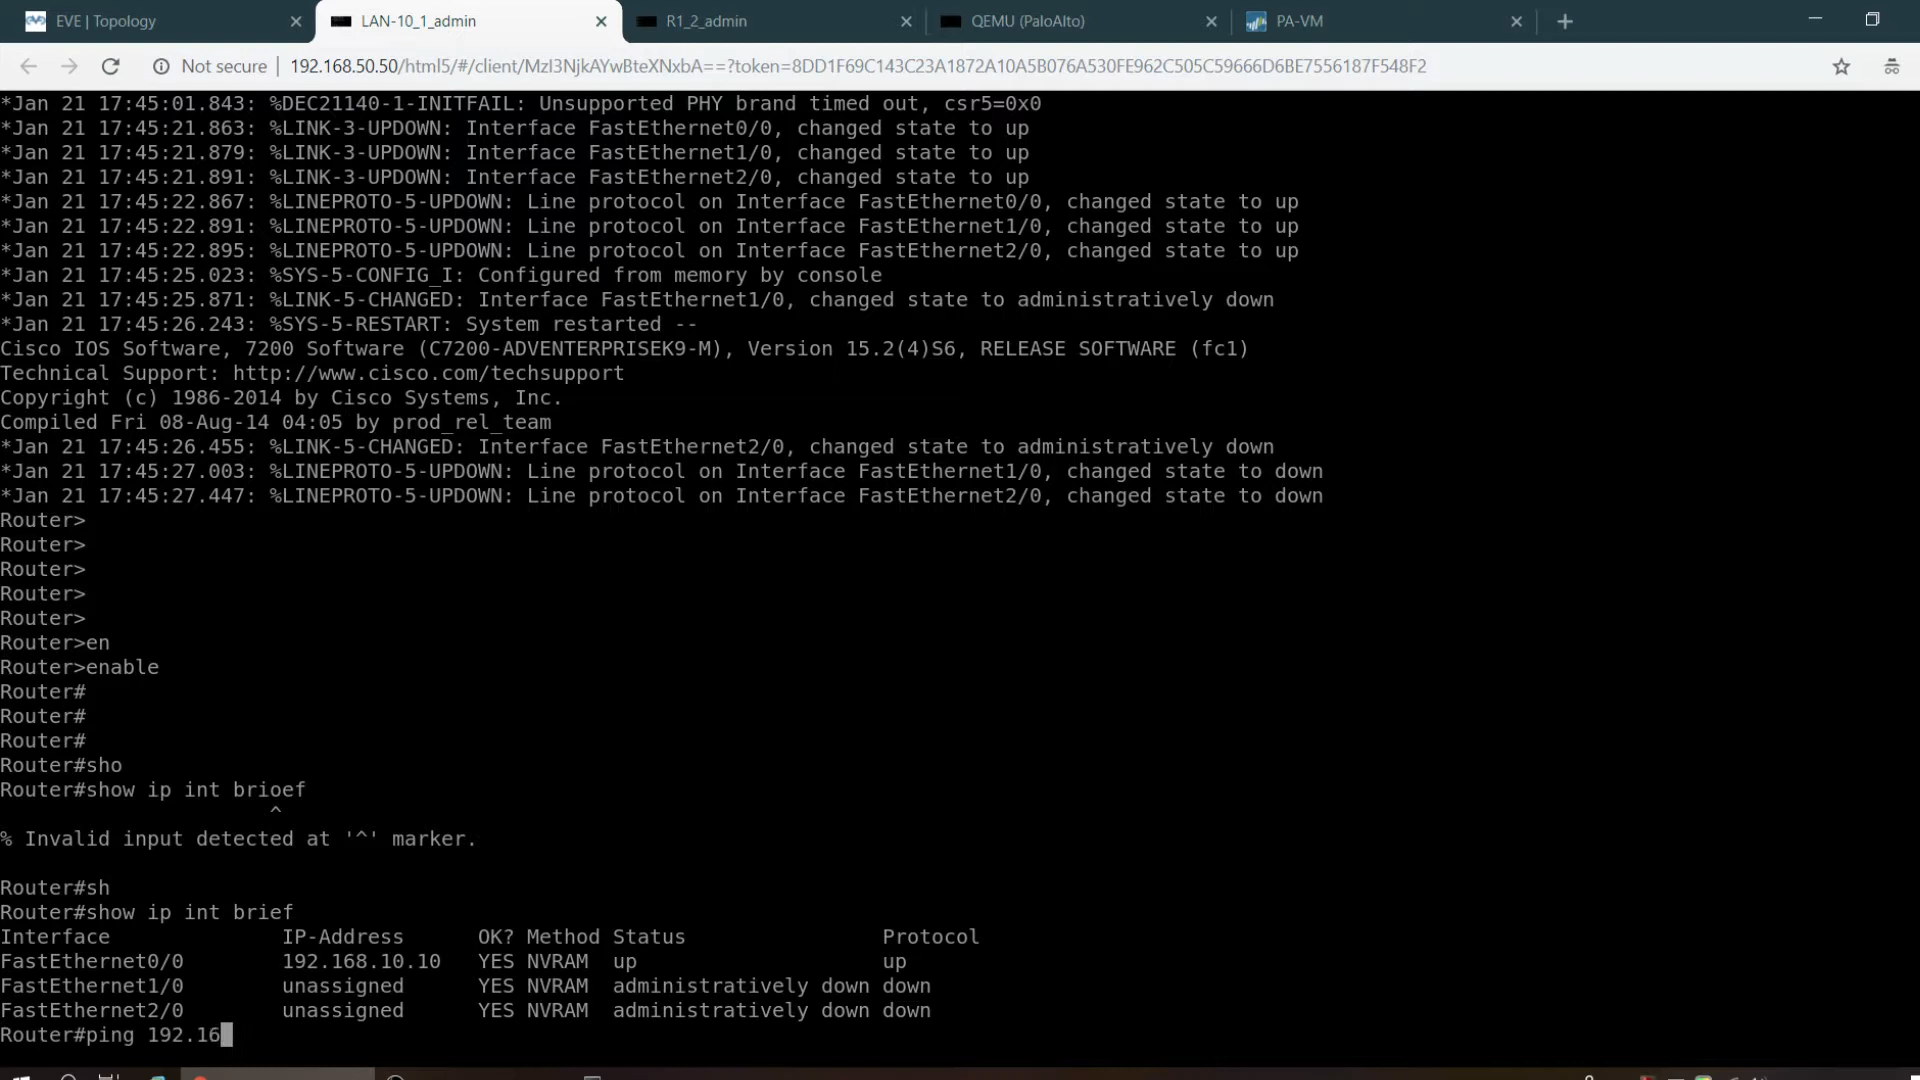 EVE | Topology
LAN-10_1_admin
R1_2_admin
QEMU (PaloAlto)
PA-VM
Not secure
192.168.50.50/html5/#/client/MzI3NjkAYwBteXNxbA==?token=8DD1F69C143C23A1872A10A5B076A530FE962C505C59666D6BE7556187F548F2
*Jan 21 17:45:01.843: %DEC21140-1-INITFAIL: Unsupported PHY brand timed out, csr5=0x0
*Jan 21 17:45:21.863: %LINK-3-UPDOWN: Interface FastEthernet0/0, changed state to up
*Jan 21 17:45:21.879: %LINK-3-UPDOWN: Interface FastEthernet1/0, changed state to up
*Jan 21 17:45:21.891: %LINK-3-UPDOWN: Interface FastEthernet2/0, changed state to up
*Jan 21 17:45:22.867: %LINEPROTO-5-UPDOWN: Line protocol on Interface FastEthernet0/0, changed state to up
*Jan 21 17:45:22.891: %LINEPROTO-5-UPDOWN: Line protocol on Interface FastEthernet1/0, changed state to up
*Jan 21 17:45:22.895: %LINEPROTO-5-UPDOWN: Line protocol on Interface FastEthernet2/0, changed state to up
*Jan 21 17:45:25.023: %SYS-5-CONFIG_I: Configured from memory by console
*Jan 21 17:45:25.871: %LINK-5-CHANGED: Interface FastEthernet1/0, changed state to administratively down
*Jan 21 17:45:26.243: %SYS-5-RESTART: System restarted --
Cisco IOS Software, 7200 Software (C7200-ADVENTERPRISEK9-M), Version 15.2(4)S6, RELEASE SOFTWARE (fc1)
Technical Support: http://www.cisco.com/techsupport
Copyright (c) 1986-2014 by Cisco Systems, Inc.
Compiled Fri 08-Aug-14 04:05 by prod_rel_team
*Jan 21 17:45:26.455: %LINK-5-CHANGED: Interface FastEthernet2/0, changed state to administratively down
*Jan 21 17:45:27.003: %LINEPROTO-5-UPDOWN: Line protocol on Interface FastEthernet1/0, changed state to down
*Jan 21 17:45:27.447: %LINEPROTO-5-UPDOWN: Line protocol on Interface FastEthernet2/0, changed state to down
Router>
Router>
Router>
Router>
Router>
Router>en
Router>enable
Router#
Router#
Router#
Router#sho
Router#show ip int brioef
^
% Invalid input detected at '^' marker.
Router#sh
Router#show ip int brief
Interface IP-Address OK? Method Status Protocol
FastEthernet0/0 192.168.10.10 YES NVRAM up up
FastEthernet1/0 unassigned YES NVRAM administratively down down
FastEthernet2/0 unassigned YES NVRAM administratively down down
Router#ping 192.16